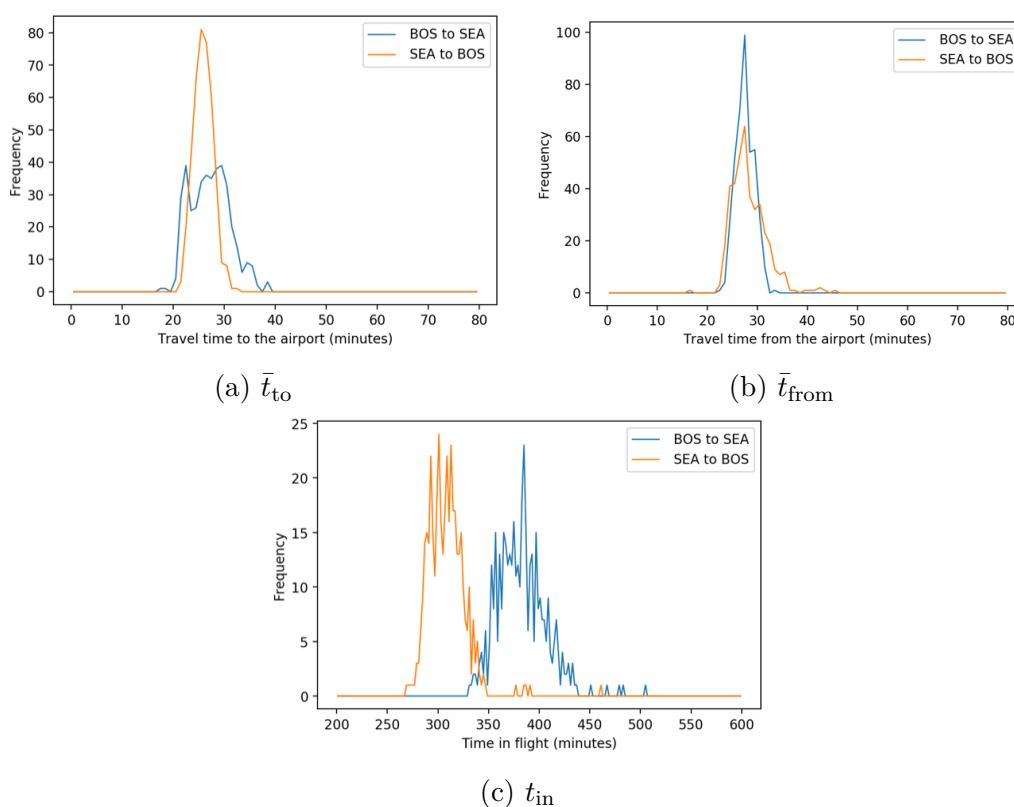 80
70
60
50
40
30
20
10
0
Frequency
BOS to SEA
SEA to BOS
0 10 20 30 40 50 60 70 80
Travel time to the airport (minutes)
(a) t̄_to
100
80
60
40
20
0
Frequency
BOS to SEA
SEA to BOS
0 10 20 30 40 50 60 70 80
Travel time from the airport (minutes)
(b) t̄_from
25
20
15
10
5
0
Frequency
BOS to SEA
SEA to BOS
200 250 300 350 400 450 500 550 600
Time in flight (minutes)
(c) t_in